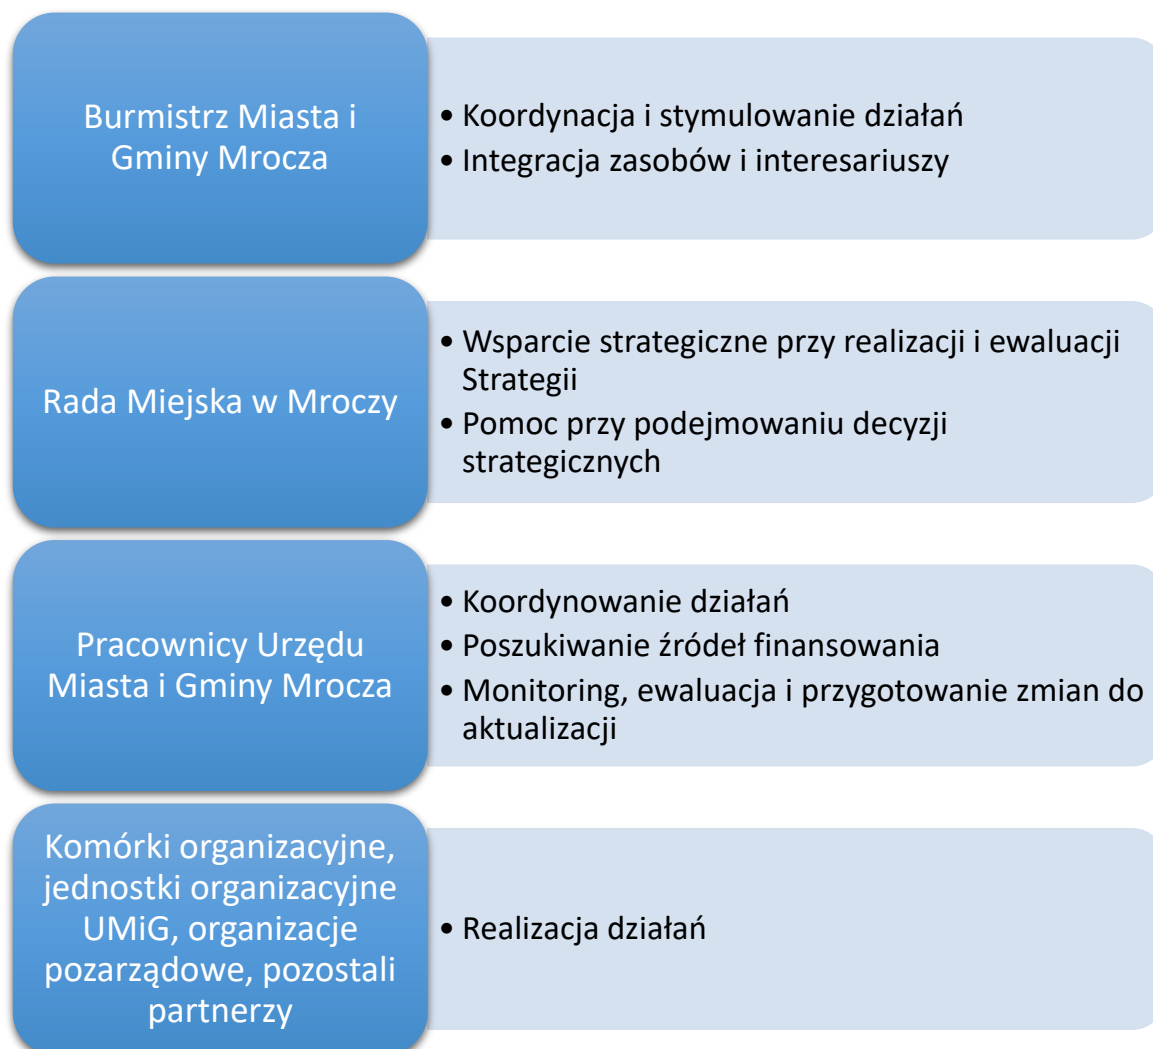 Burmistrz Miasta i
Gminy Mrocza
• Koordynacja i stymulowanie działań
• Integracja zasobów i interesariuszy
Rada Miejska w Mroczy
• Wsparcie strategiczne przy realizacji i ewaluacji
Strategii
• Pomoc przy podejmowaniu decyzji
strategicznych
Pracownicy Urzędu
Miasta i Gminy Mrocza
• Koordynowanie działań
• Poszukiwanie źródeł finansowania
• Monitoring, ewaluacja i przygotowanie zmian do
aktualizacji
Komórki organizacyjne,
jednostki organizacyjne
UMiG, organizacje
pozarządowe, pozostali
partnerzy
• Realizacja działań